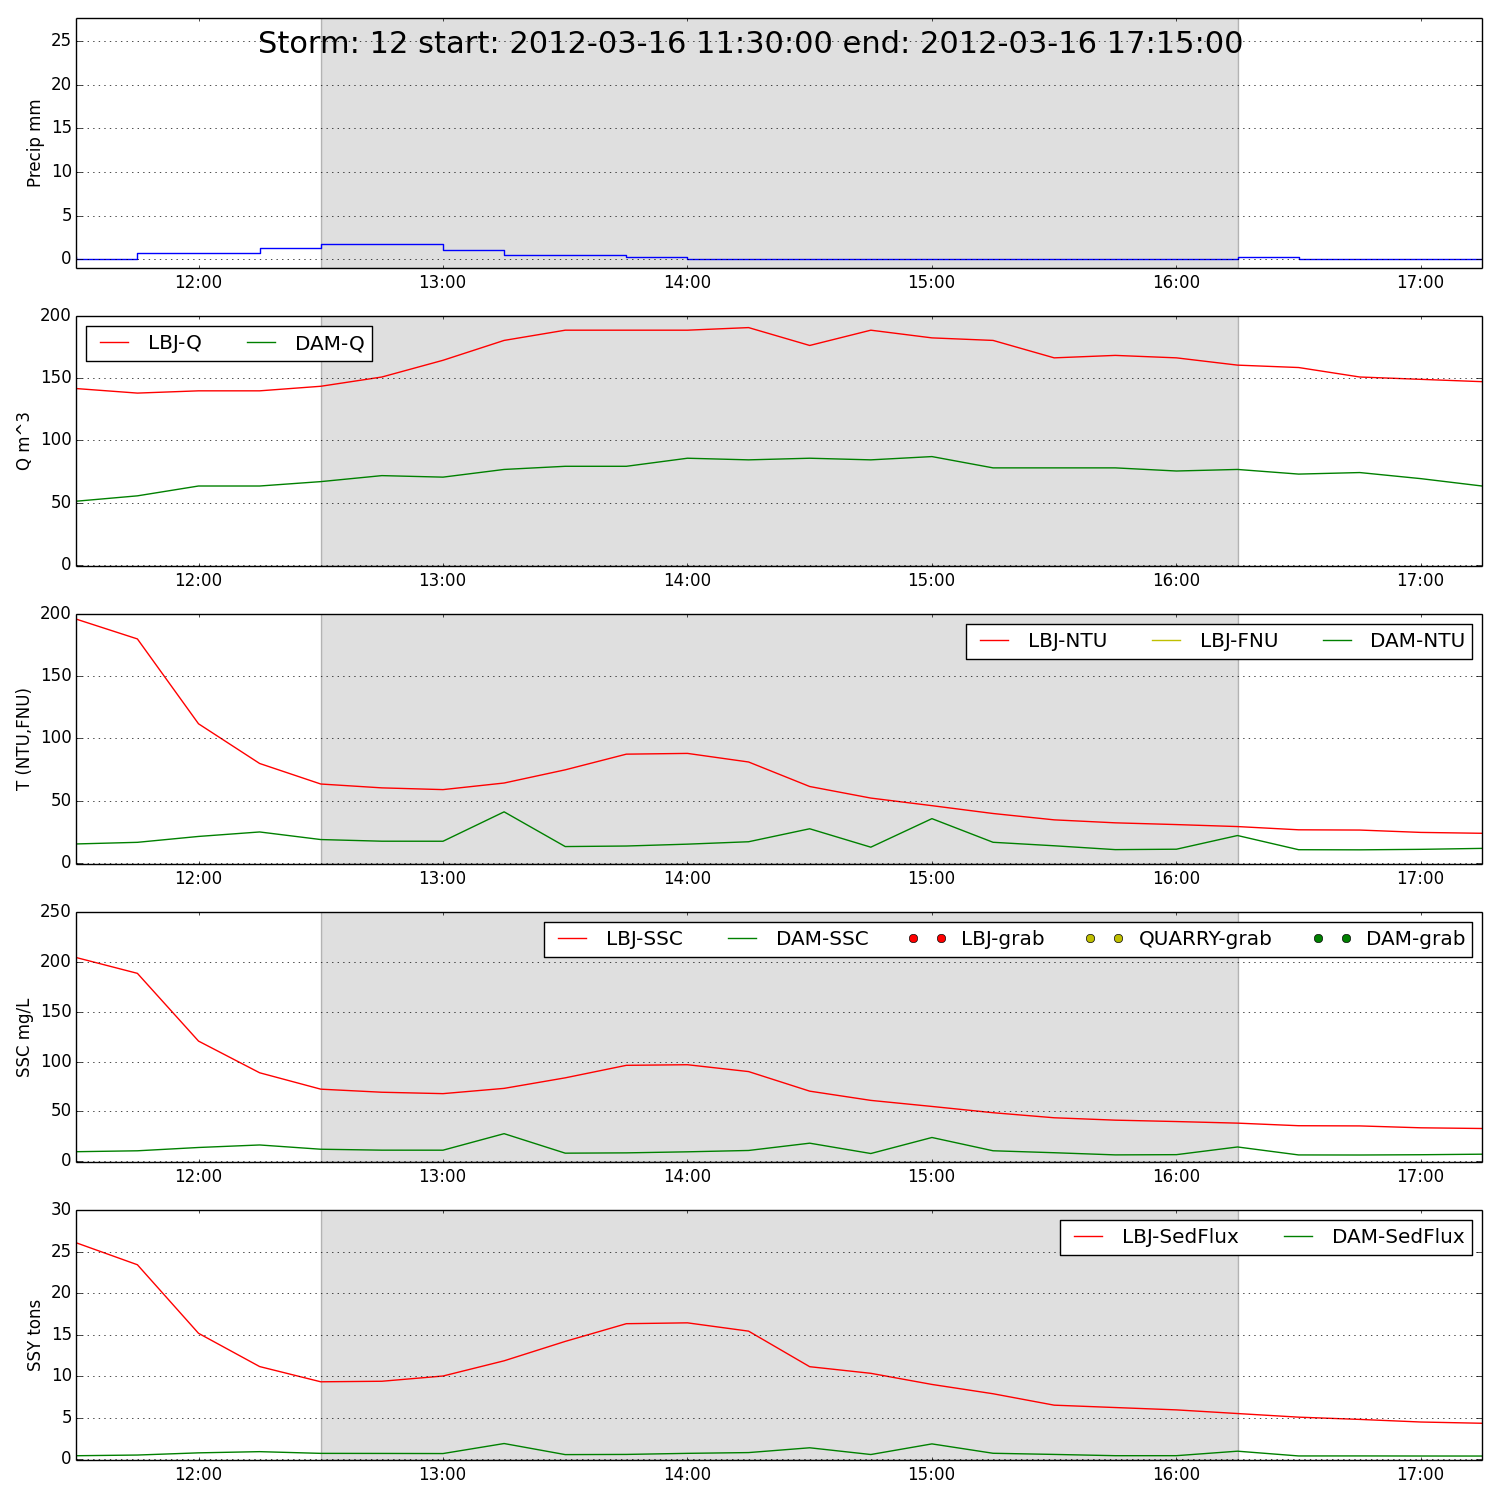 Storm: 12 start: 2012-03-16 11:30:00 end: 2012-03-16 17:15:00
Precip mm
25
20
15
10
5
0
12:00 13:00 14:00 15:00 16:00 17:00
LBJ-Q DAM-Q
Q m^3
200
150
100
50
0
12:00 13:00 14:00 15:00 16:00 17:00
LBJ-NTU LBJ-FNU DAM-NTU
T (NTU,FNU)
200
150
100
50
0
12:00 13:00 14:00 15:00 16:00 17:00
LBJ-SSC DAM-SSC LBJ-grab QUARRY-grab DAM-grab
SSC mg/L
250
200
150
100
50
0
12:00 13:00 14:00 15:00 16:00 17:00
LBJ-SedFlux DAM-SedFlux
SSY tons
30
25
20
15
10
5
0
12:00 13:00 14:00 15:00 16:00 17:00